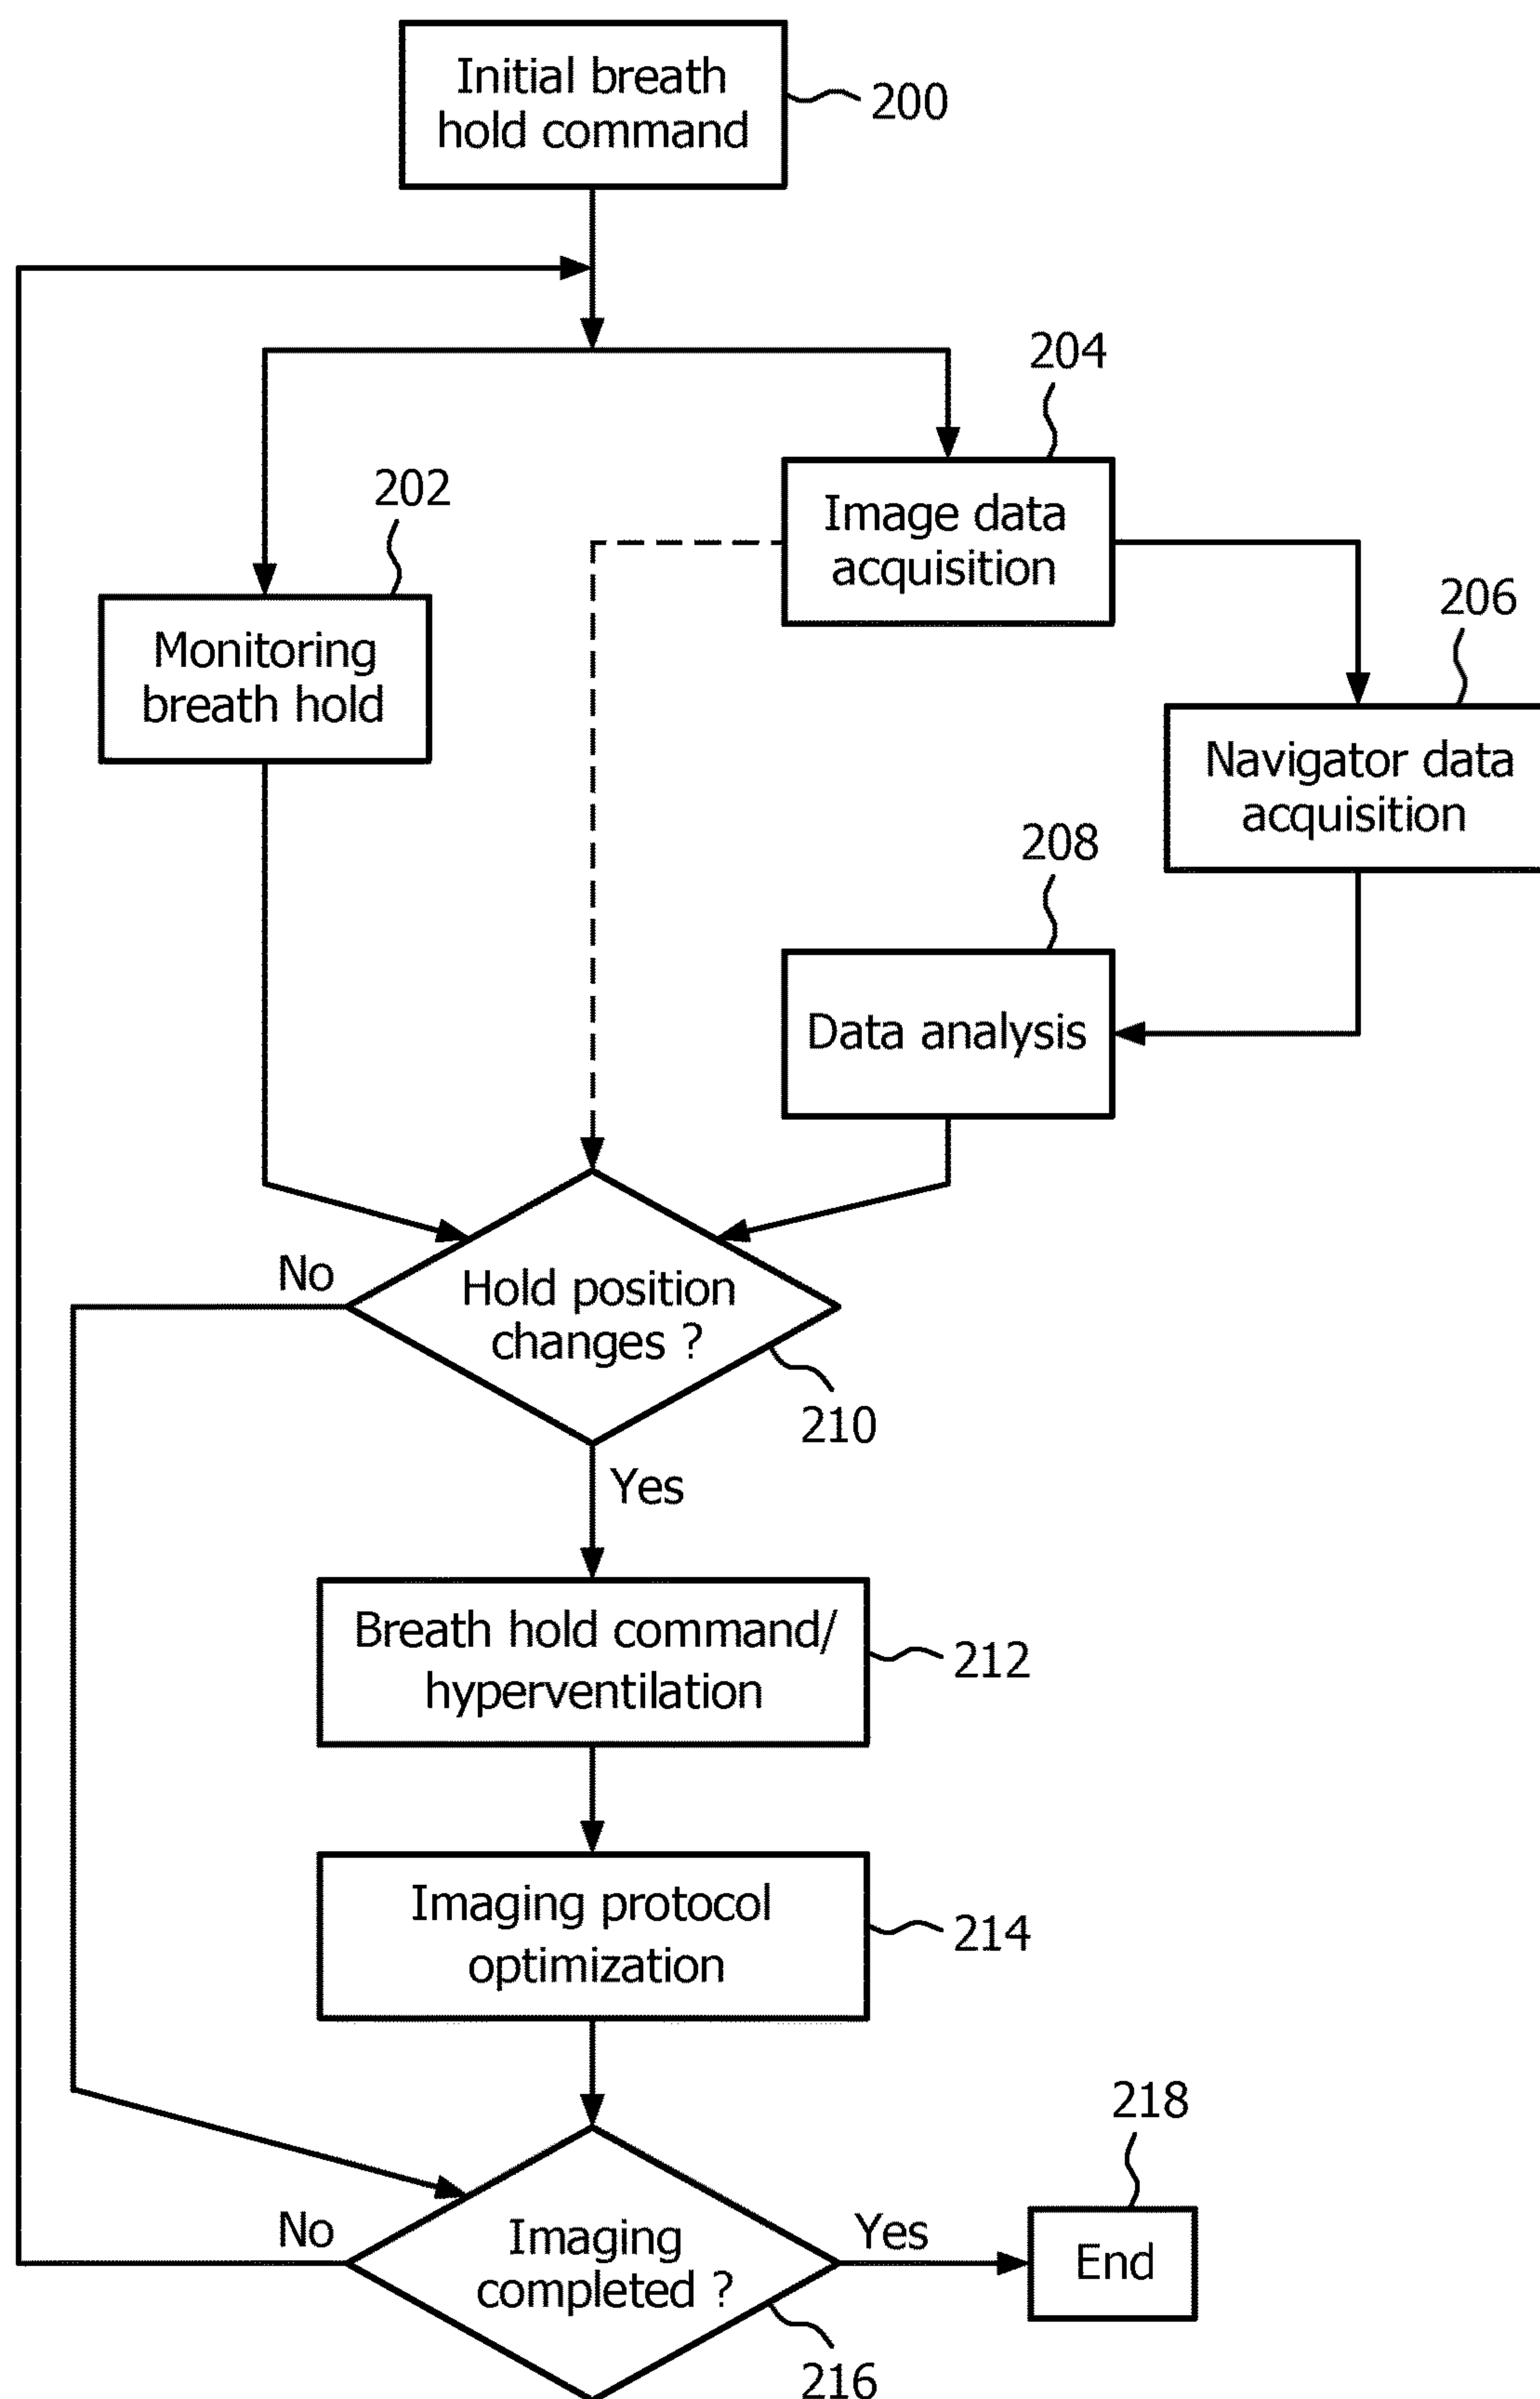 Initial breath
hold command
200
204
Image data
acquisition
202
Monitoring
breath hold
206
Navigator data
acquisition
208
Data analysis
No
Hold position
changes ?
210
Yes
Breath hold command/
hyperventilation
212
Imaging protocol
optimization
214
218
No
Imaging
completed ?
Yes
End
216